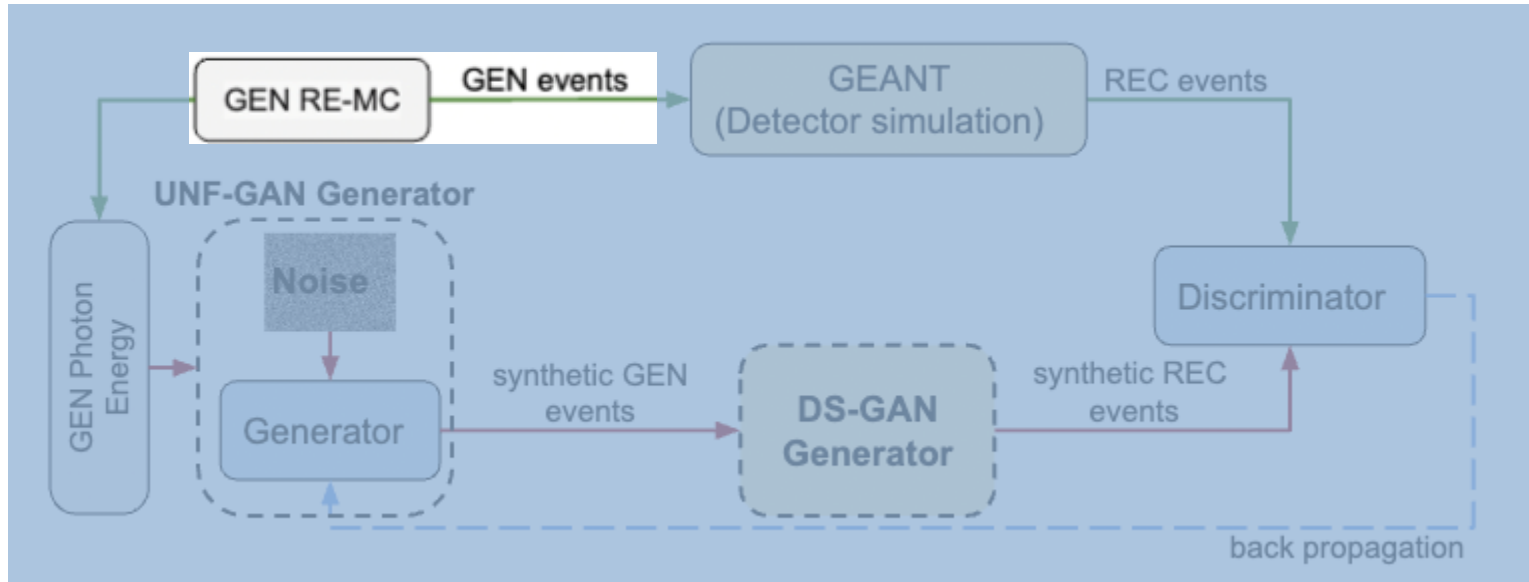 GEN RE-MC
GEN events
GEANT
(Detector simulation)
REC events
UNF-GAN Generator
Noise
GEN Photon
Energy
Generator
synthetic GEN
events
DS-GAN
Generator
synthetic REC
events
Discriminator
back propagation